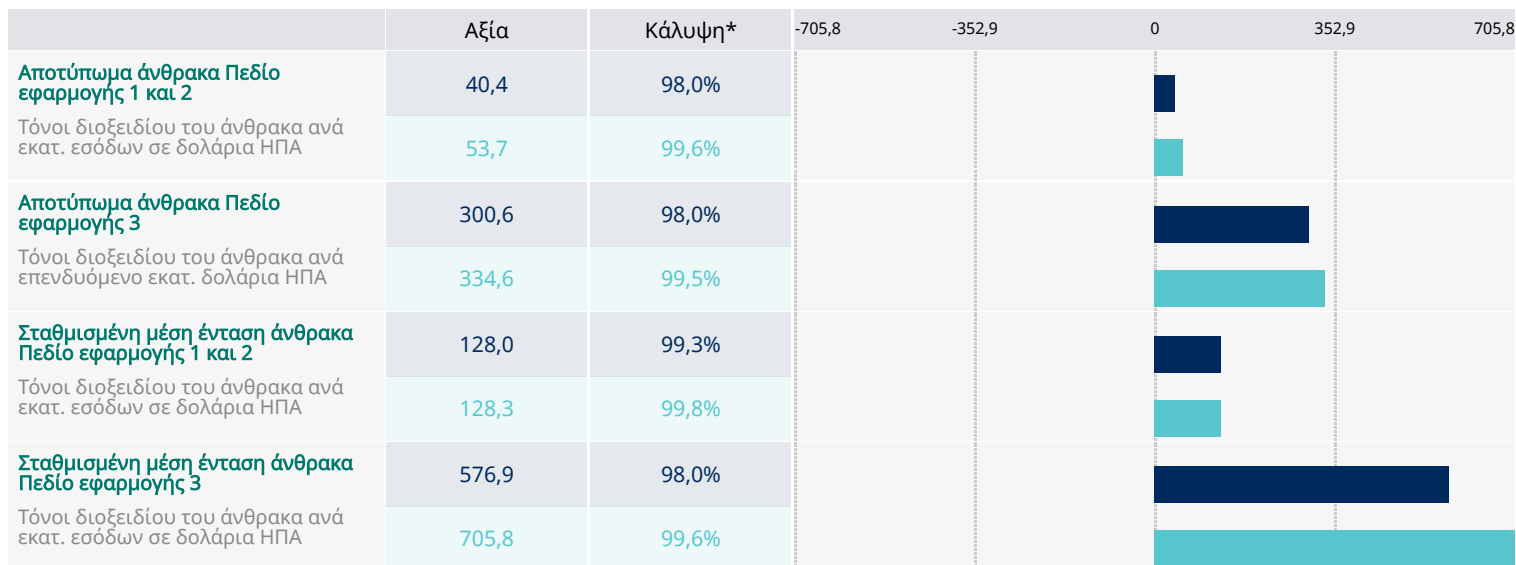 Αξία Κάλυψη* -705,8 -352,9 0 352,9 705,8
Αποτύπωμα άνθρακα Πεδίο
εφαρμογής 1 και 2
40,4 98,0%
Τόνοι διοξειδίου του άνθρακα ανά
εκατ. εσόδων σε δολάρια ΗΠΑ
53,7 99,6%
Αποτύπωμα άνθρακα Πεδίο
εφαρμογής 3
300,6 98,0%
Τόνοι διοξειδίου του άνθρακα ανά
επενδυόμενο εκατ. δολάρια ΗΠΑ
334,6 99,5%
Σταθμισμένη μέση ένταση άνθρακα
Πεδίο εφαρμογής 1 και 2
128,0 99,3%
Τόνοι διοξειδίου του άνθρακα ανά
εκατ. εσόδων σε δολάρια ΗΠΑ
128,3 99,8%
Σταθμισμένη μέση ένταση άνθρακα
Πεδίο εφαρμογής 3
576,9 98,0%
Τόνοι διοξειδίου του άνθρακα ανά
εκατ. εσόδων σε δολάρια ΗΠΑ
705,8 99,6%